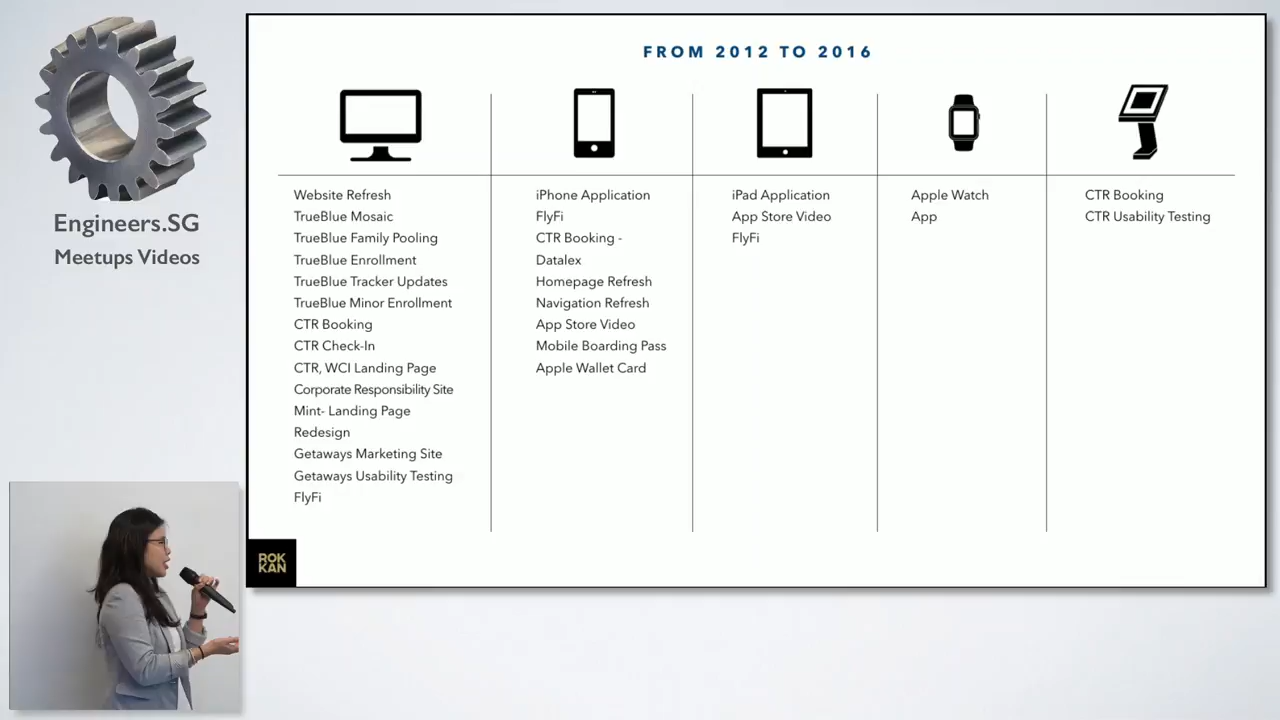 Engineers.SG
Meetups Videos
FROM 2012 TO 2016
Website Refresh
TrueBlue Mosaic
TrueBlue Family Pooling
TrueBlue Enrollment
TrueBlue Tracker Updates
TrueBlue Minor Enrollment
CTR Booking
CTR Check-In
CTR, WCI Landing Page
Corporate Responsibility Site
Mint- Landing Page
Redesign
Getaways Marketing Site
Getaways Usability Testing
FlyFi
iPhone Application
FlyFi
CTR Booking -
Datalex
Homepage Refresh
Navigation Refresh
App Store Video
Mobile Boarding Pass
Apple Wallet Card
iPad Application
App Store Video
FlyFi
Apple Watch
App
CTR Booking
CTR Usability Testing
ROK
KAN